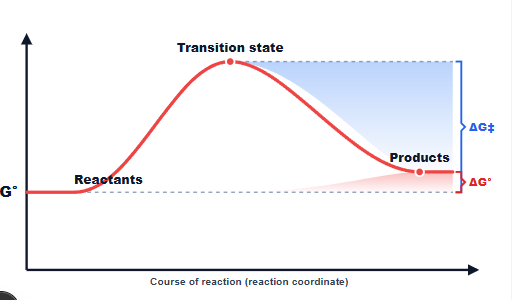 Transition state
ΔG‡
Products
Reactants
ΔG°
G°
Course of reaction (reaction coordinate)